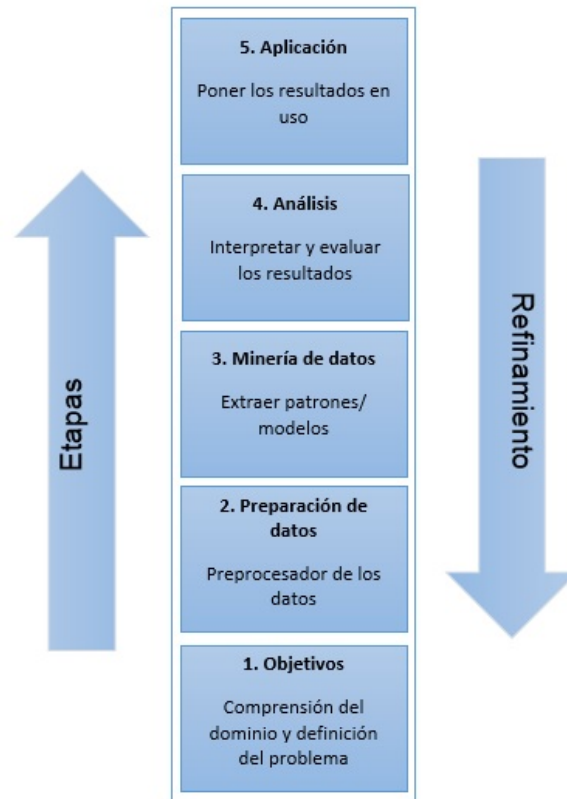 5. Aplicación
Poner los resultados en
uso
4. Análisis
Interpretar y evaluar
los resultados
3. Minería de datos
Extraer patrones/
modelos
2. Preparación de
datos
Preprocesador de los
datos
1. Objetivos
Comprensión del
dominio y definición
del problema
Etapas
Refinamiento